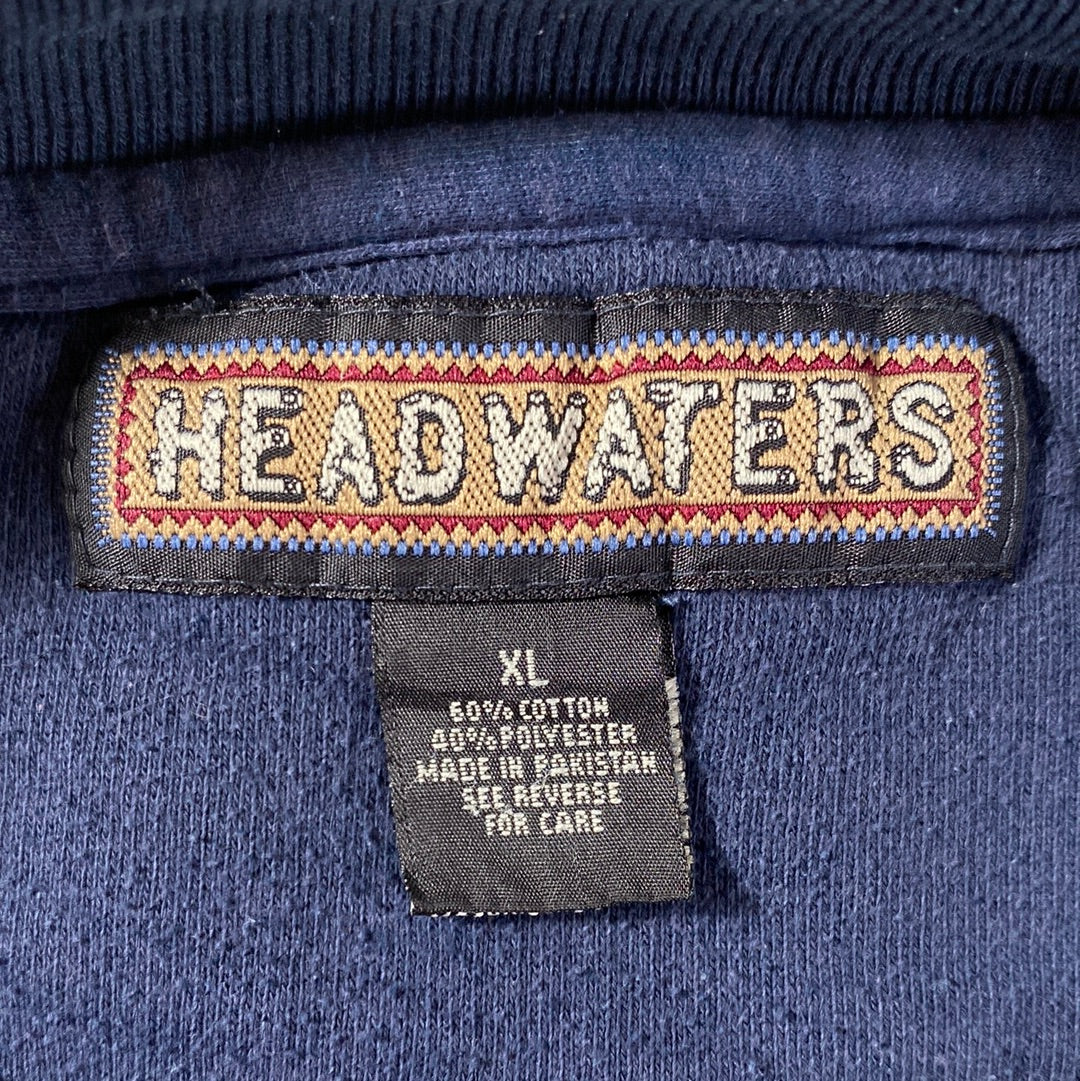 HEADWATERS
XL
60% COTTON
40% POLYESTER
MADE IN PAKISTAN
SEE REVERSE
FOR CARE